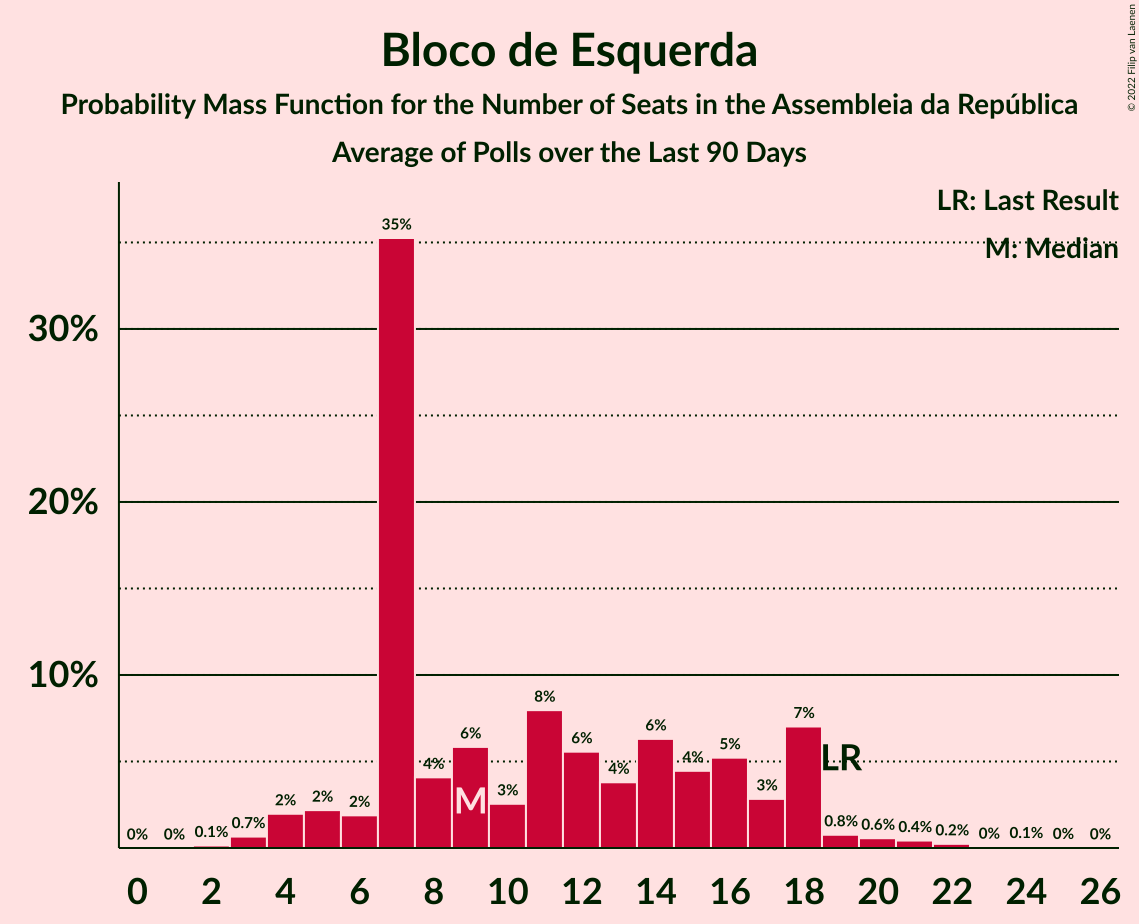 Bloco de Esquerda
Probability Mass Function for the Number of Seats in the Assembleia da República
Average of Polls over the Last 90 Days
© 2022 Filip van Laenen
LR: Last Result
M: Median
35%
30%
20%
10%
0% 0% 0.1% 0.7% 2% 2% 2% 4% 6% 3% 8% 6% 4% 6% 4% 5% 3% 7% 0.8% 0.6% 0.4% 0.2% 0% 0.1% 0% 0%
M
LR
0 2 4 6 8 10 12 14 16 18 20 22 24 26